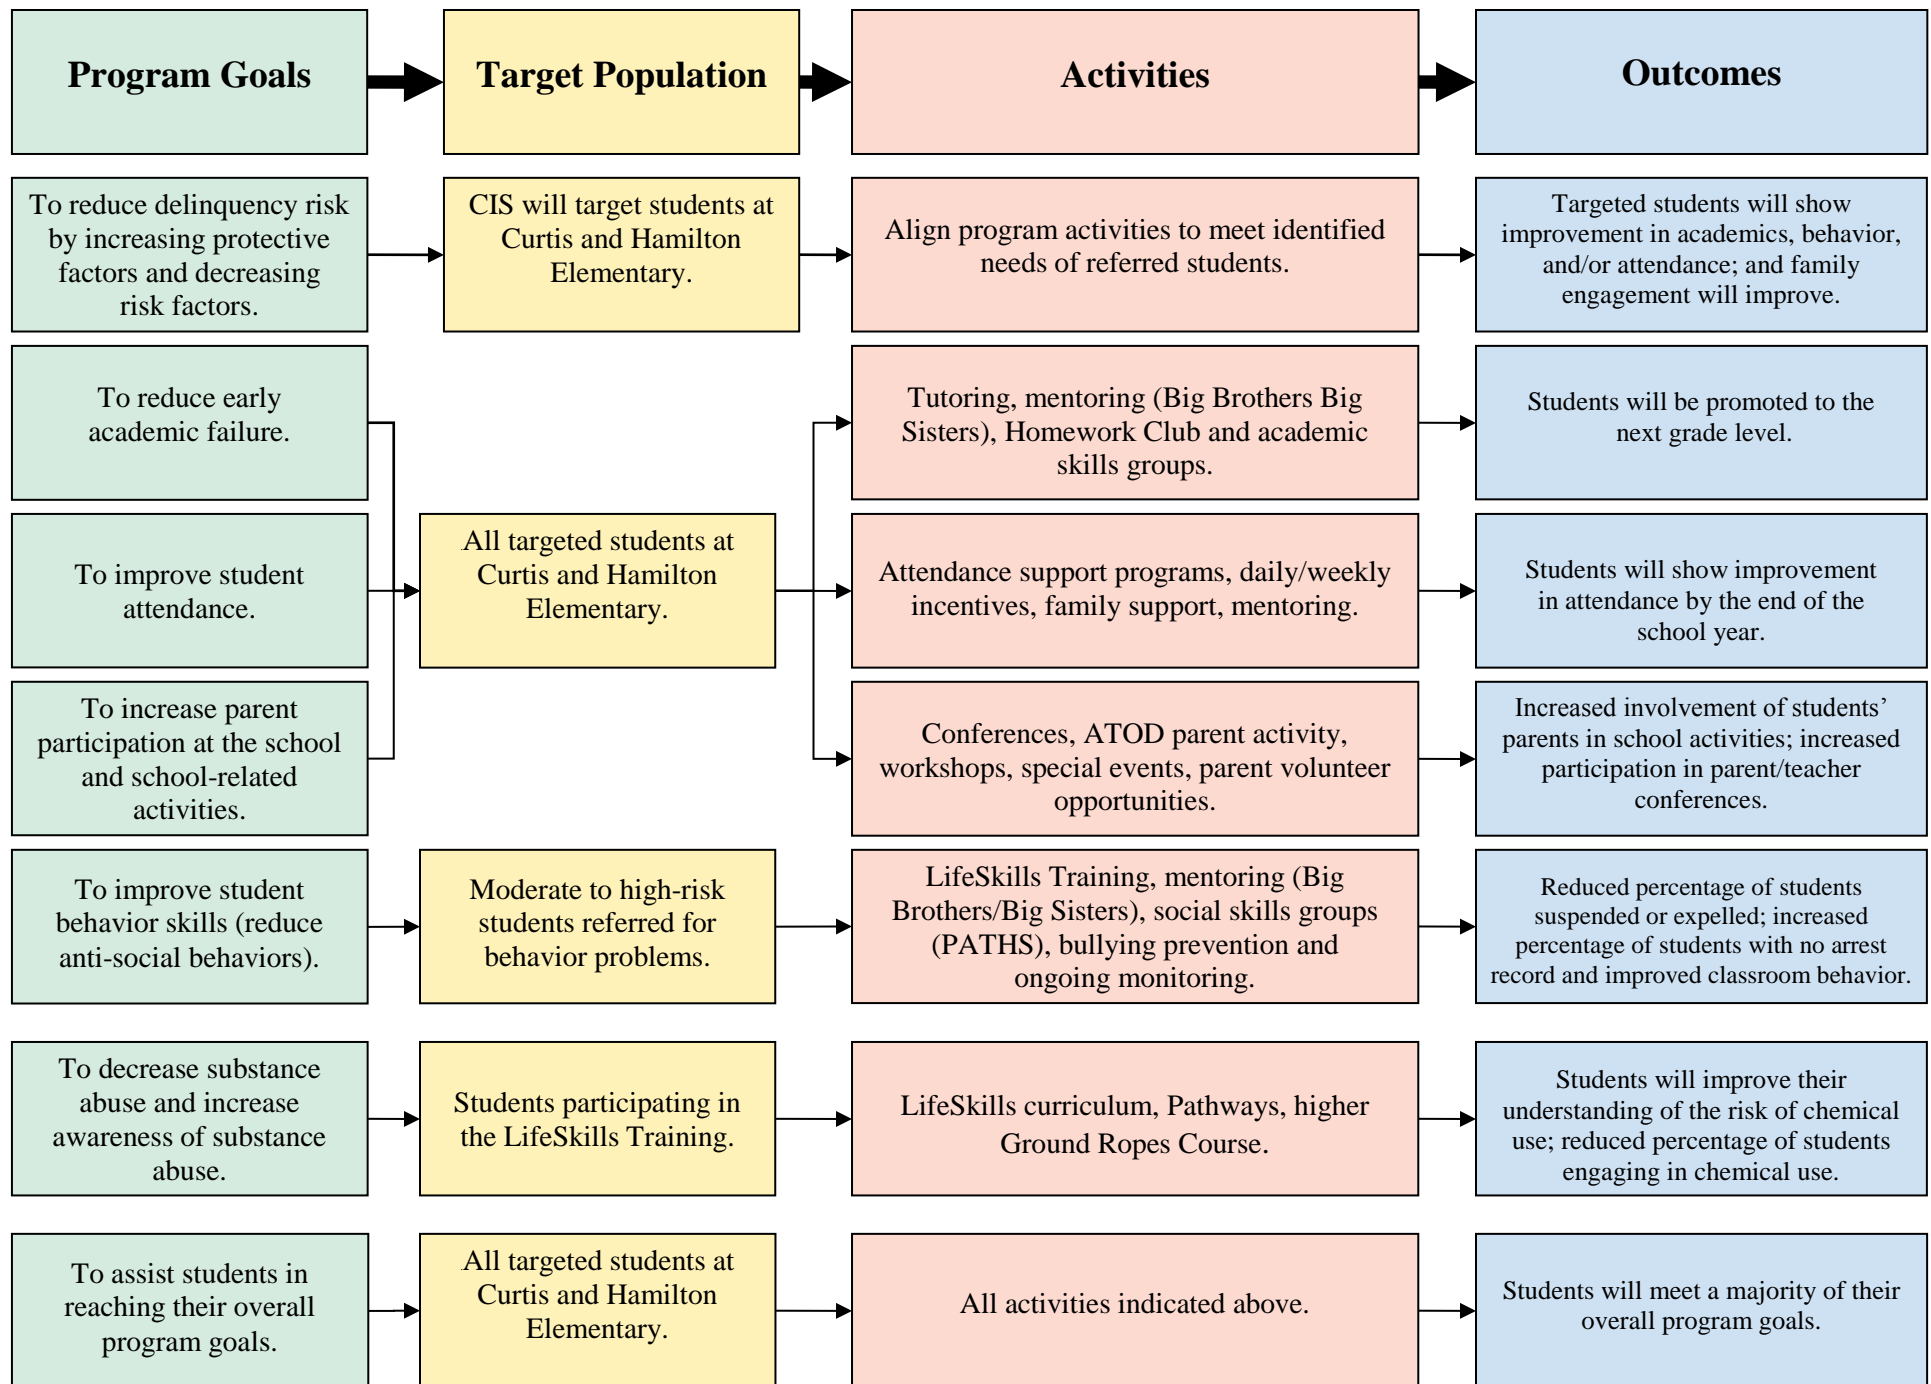 Program Goals
Target Population
Activities
Outcomes
To reduce delinquency risk
by increasing protective
factors and decreasing
risk factors.
CIS will target students at
Curtis and Hamilton
Elementary.
Align program activities to meet identified
needs of referred students.
Targeted students will show
improvement in academics, behavior,
and/or attendance; and family
engagement will improve.
To reduce early
academic failure.
Tutoring, mentoring (Big Brothers Big
Sisters), Homework Club and academic
skills groups.
Students will be promoted to the
next grade level.
To improve student
attendance.
All targeted students at
Curtis and Hamilton
Elementary.
Attendance support programs, daily/weekly
incentives, family support, mentoring.
Students will show improvement
in attendance by the end of the
school year.
To increase parent
participation at the school
and school-related
activities.
Conferences, ATOD parent activity,
workshops, special events, parent volunteer
opportunities.
Increased involvement of students’
parents in school activities; increased
participation in parent/teacher
conferences.
To improve student
behavior skills (reduce
anti-social behaviors).
Moderate to high-risk
students referred for
behavior problems.
LifeSkills Training, mentoring (Big
Brothers/Big Sisters), social skills groups
(PATHS), bullying prevention and
ongoing monitoring.
Reduced percentage of students
suspended or expelled; increased
percentage of students with no arrest
record and improved classroom behavior.
To decrease substance
abuse and increase
awareness of substance
abuse.
Students participating in
the LifeSkills Training.
LifeSkills curriculum, Pathways, higher
Ground Ropes Course.
Students will improve their
understanding of the risk of chemical
use; reduced percentage of students
engaging in chemical use.
To assist students in
reaching their overall
program goals.
All targeted students at
Curtis and Hamilton
Elementary.
All activities indicated above.
Students will meet a majority of their
overall program goals.